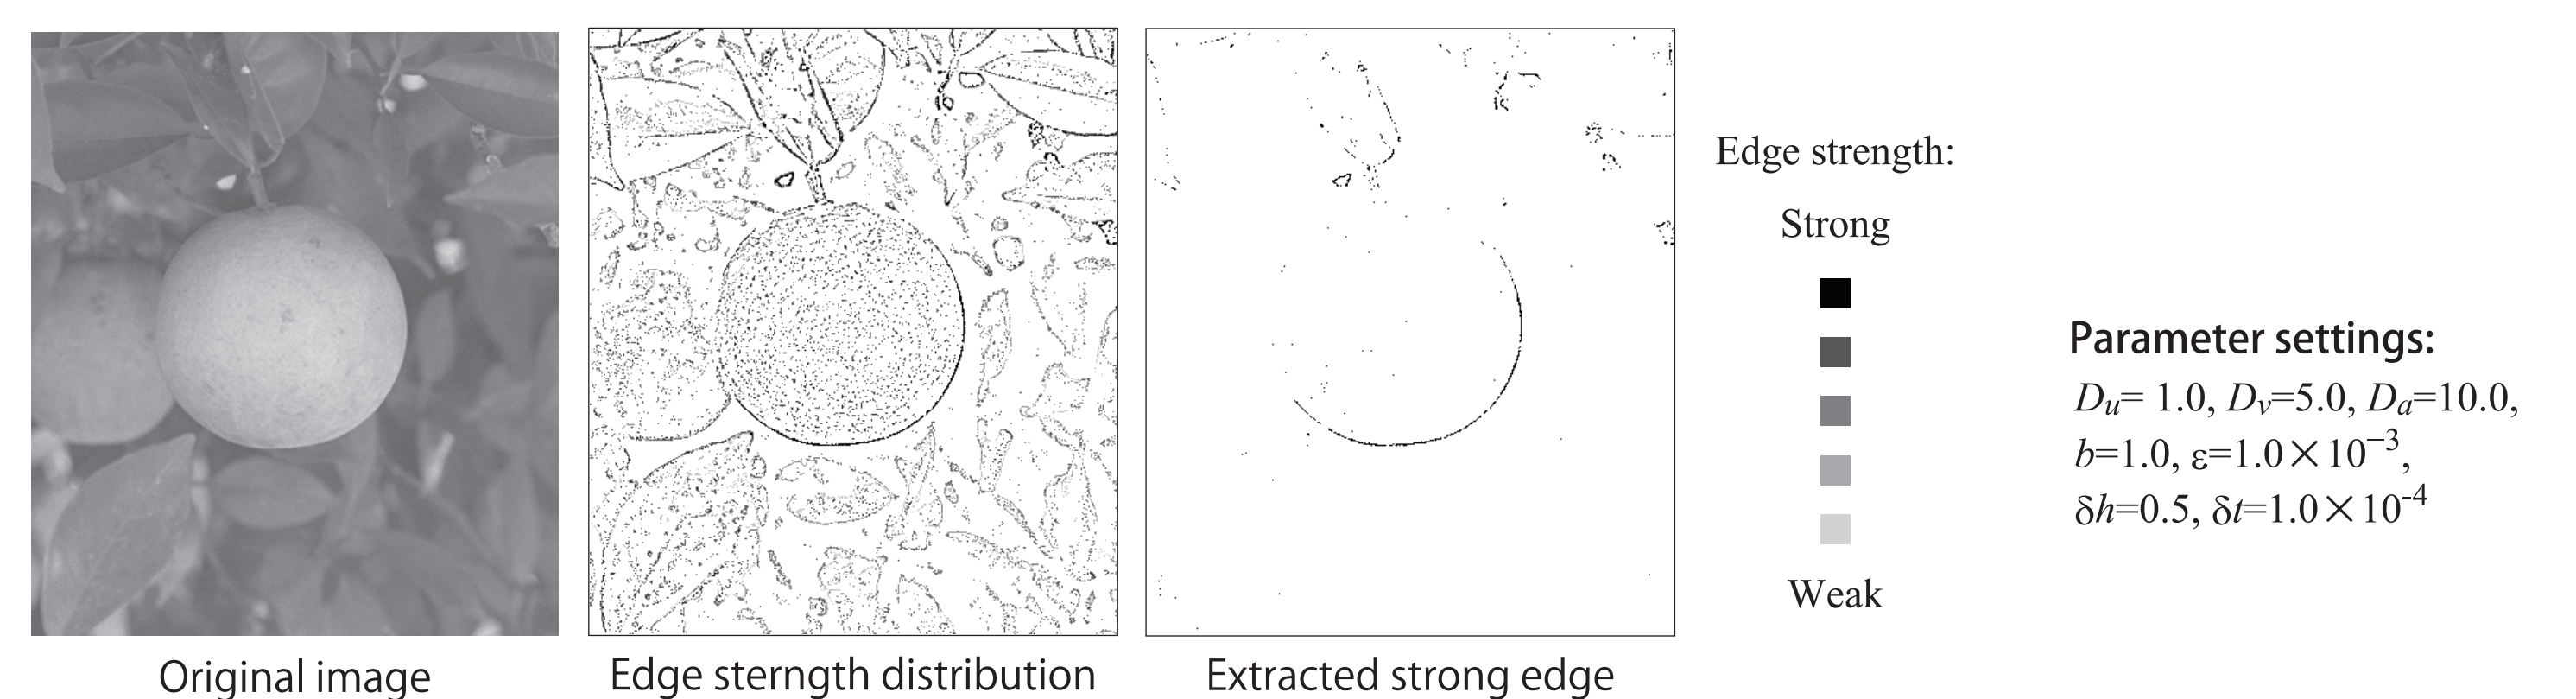 Original image
Edge sterngth distribution
Extracted strong edge
Edge strength:
Strong
Weak
Parameter settings:
Du= 1.0, Dv=5.0, Da=10.0,
b=1.0, ε=1.0×10⁻³,
δh=0.5, δt=1.0×10⁻⁴